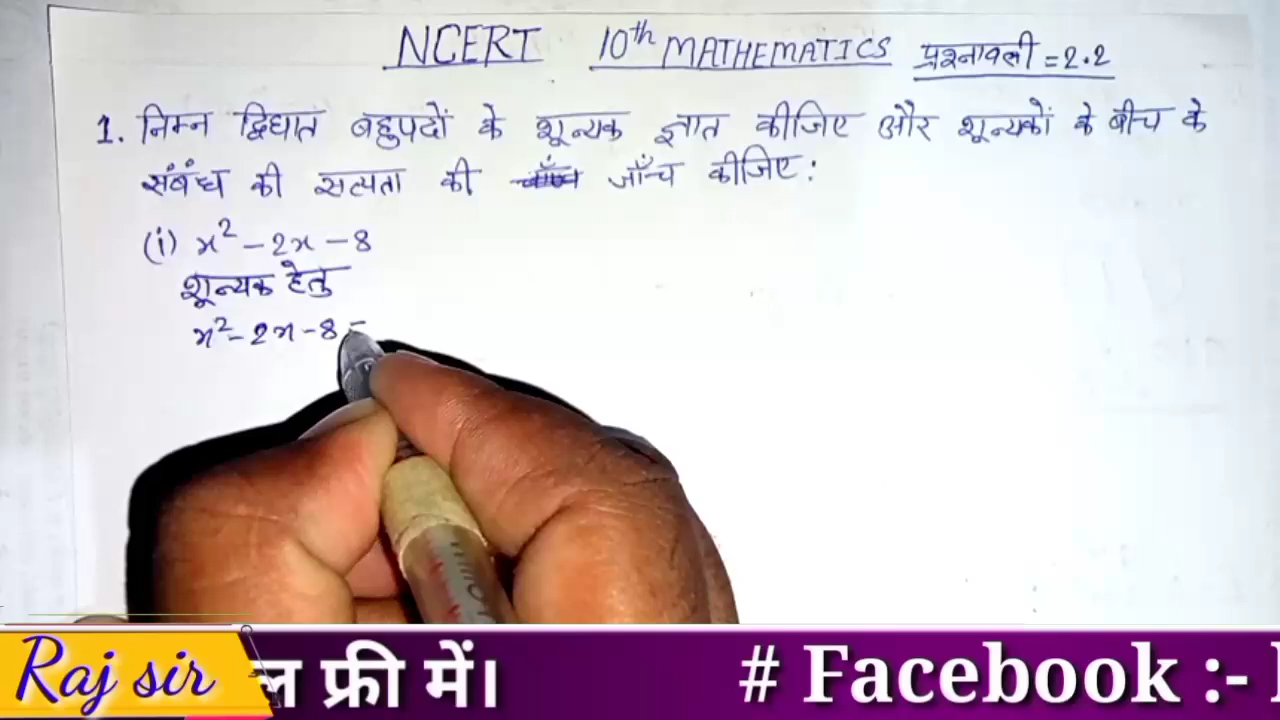 NCERT 10th MATHEMATICS प्रश्नावली = 2.2
1. निम्न द्विघात बहुपदों के शून्यक ज्ञात कीजिए और शून्यकों के बीच के
संबंध की सत्यता की जाँच कीजिए:
(i) x² - 2x - 8
शून्यक हेतु
x² - 2x - 8 =
Raj sir
ल फ्री में। # Facebook :-